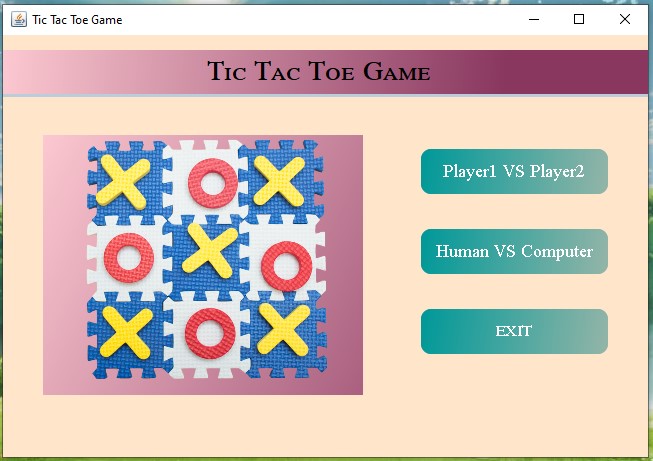 Tic Tac Toe Game
Tic Tac Toe Game
Player1 VS Player2
Human VS Computer
EXIT